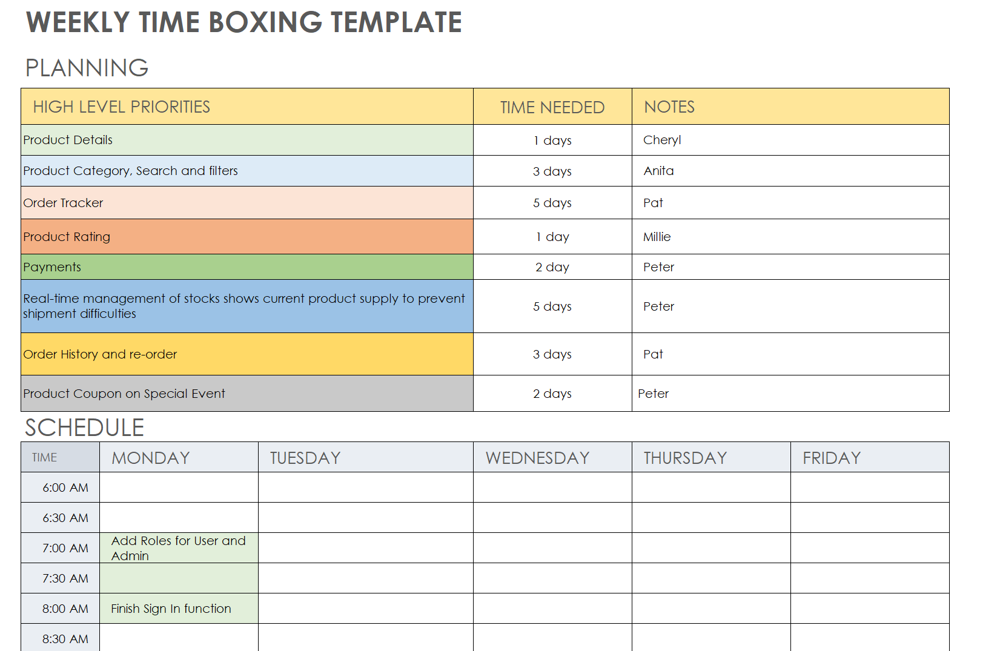 WEEKLY TIME BOXING TEMPLATE
PLANNING
HIGH LEVEL PRIORITIES TIME NEEDED NOTES
Product Details 1 days Cheryl
Product Category, Search and filters 3 days Anita
Order Tracker 5 days Pat
Product Rating 1 day Millie
Payments 2 day Peter
Real-time management of stocks shows current product supply to prevent
shipment difficulties 5 days Peter
Order History and re-order 3 days Pat
Product Coupon on Special Event 2 days Peter
SCHEDULE
TIME MONDAY TUESDAY WEDNESDAY THURSDAY FRIDAY
6:00 AM
6:30 AM
7:00 AM Add Roles for User and
Admin
7:30 AM
8:00 AM Finish Sign In function
8:30 AM